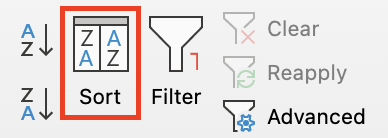 A
Z
Z A
A Z
Sort
Z
A
Filter
Clear
Reapply
Advanced